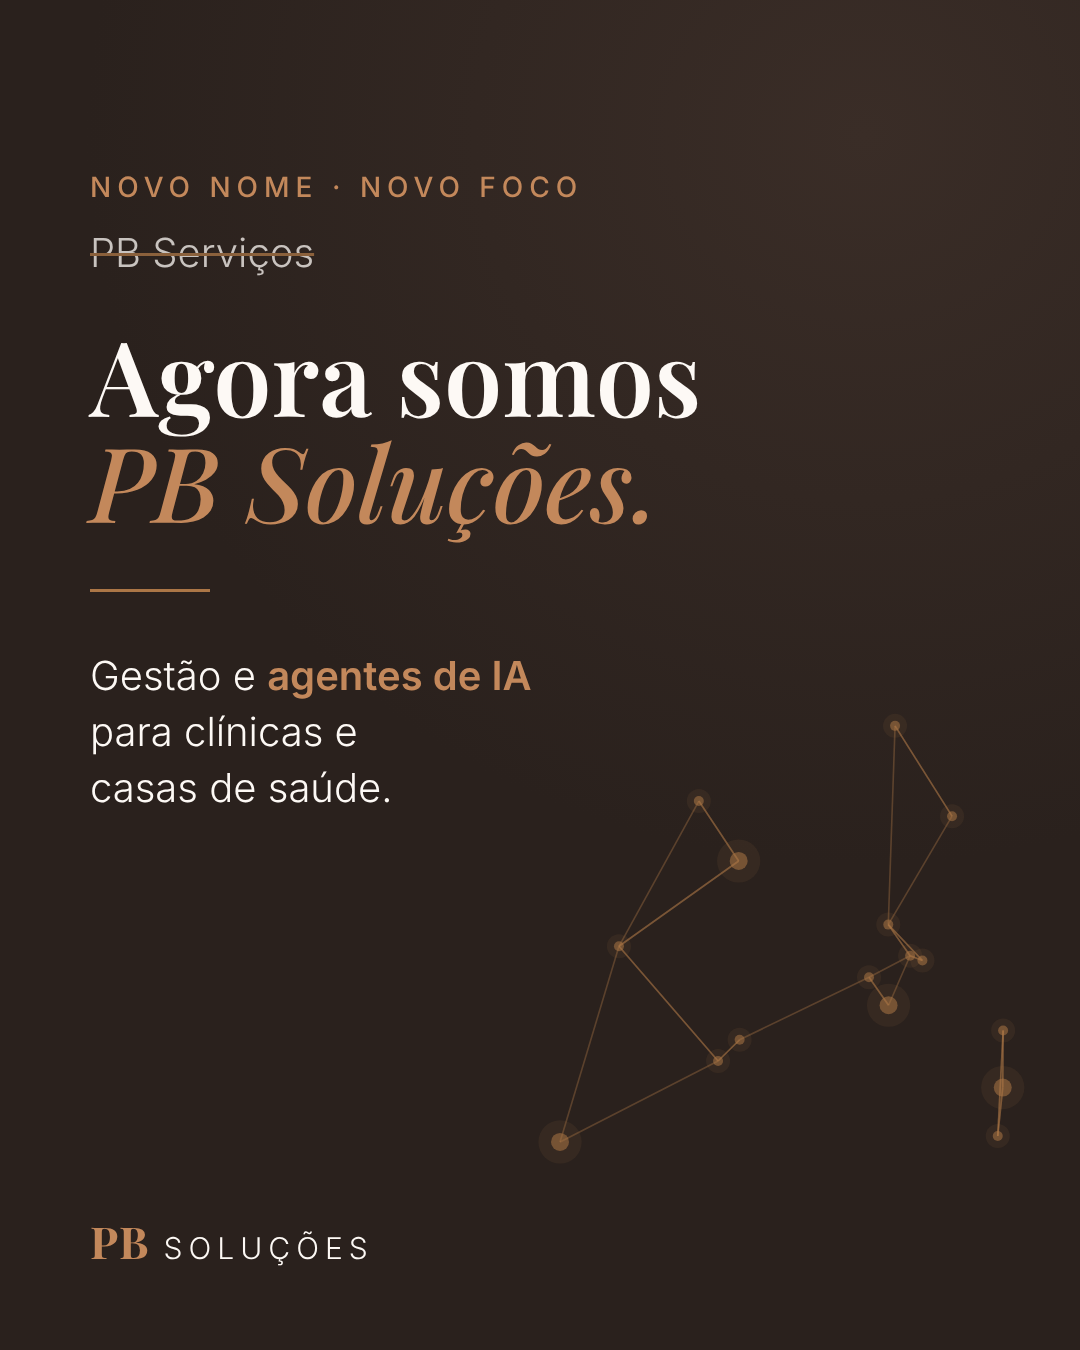 NOVO NOME · NOVO FOCO
PB Serviços
Agora somos
PB Soluções.
Gestão e agentes de IA
para clínicas e
casas de saúde.
PB SOLUÇÕES